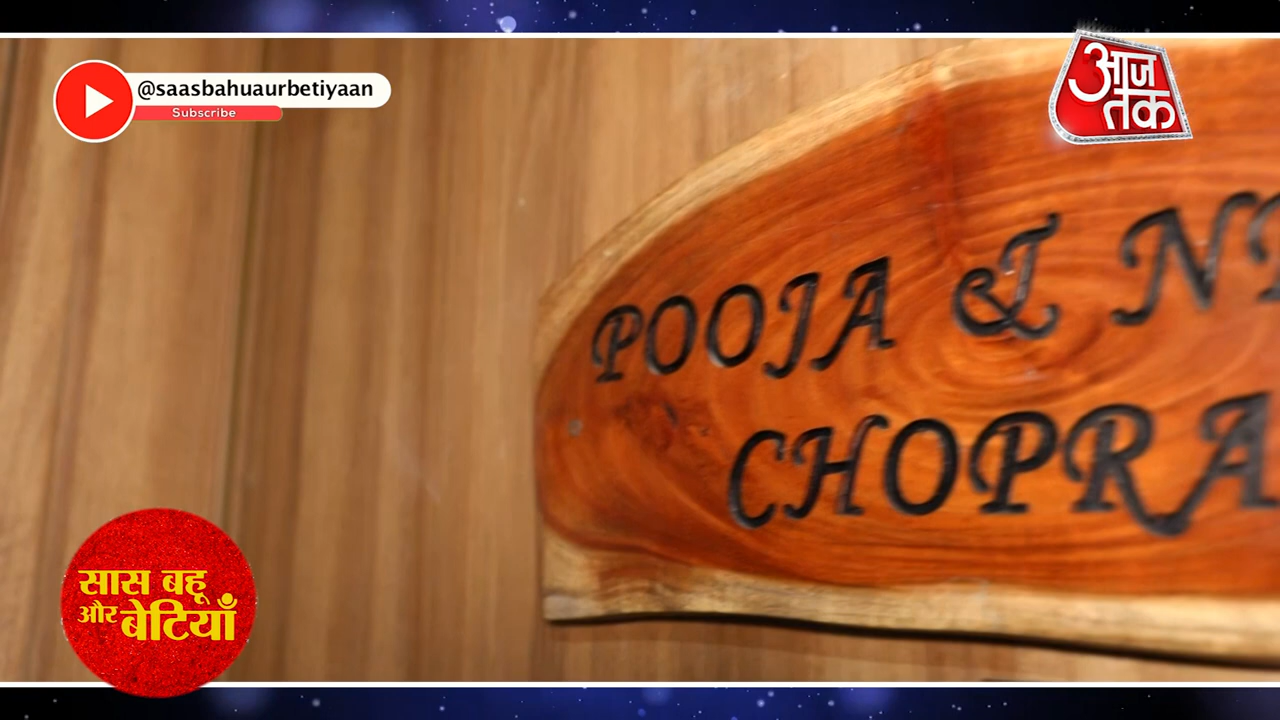 @saasbahuaurbetiyaan
Subscribe
आज
तक
POOJA &
CHOPRA
सास बहू
और बेटियाँ